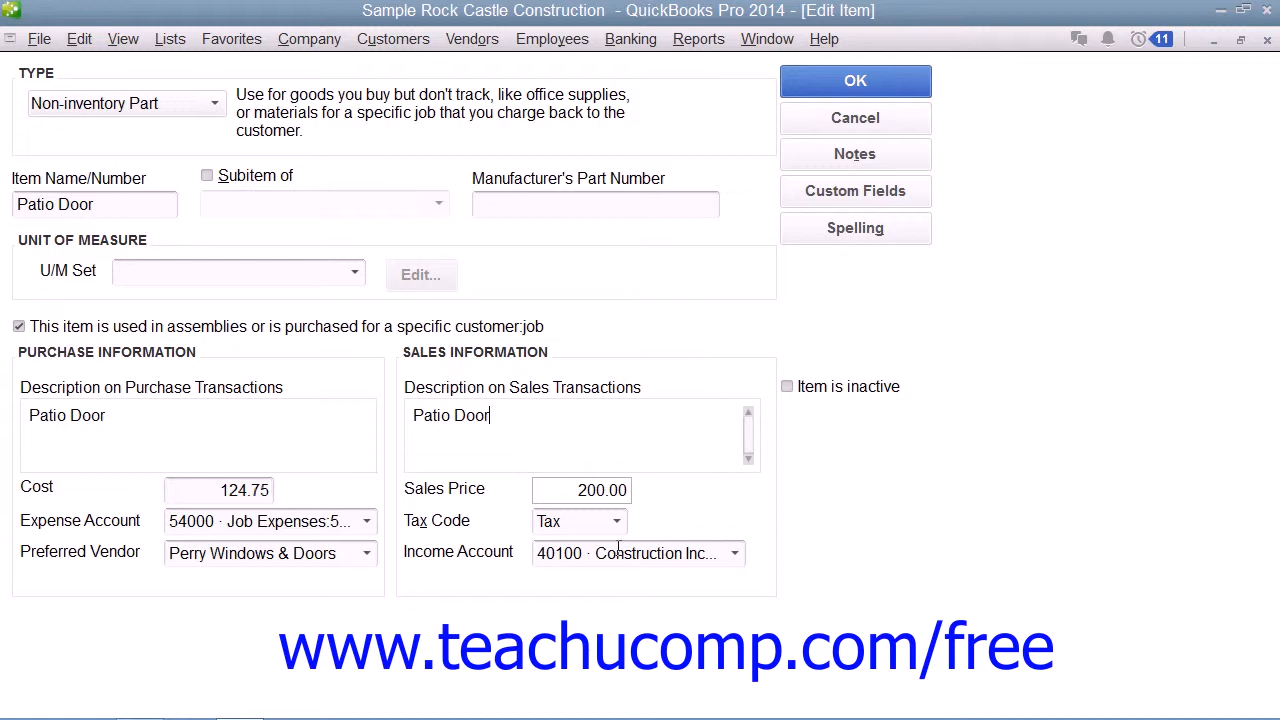 Sample Rock Castle Construction - QuickBooks Pro 2014 - [Edit Item]
File Edit View Lists Favorites Company Customers Vendors Employees Banking Reports Window Help 11
TYPE
Non-inventory Part
Use for goods you buy but don't track, like office supplies,
or materials for a specific job that you charge back to the
customer.
OK
Cancel
Notes
Custom Fields
Spelling
Item Name/Number
Subitem of
Manufacturer's Part Number
Patio Door
UNIT OF MEASURE
U/M Set
Edit...
This item is used in assemblies or is purchased for a specific customer:job
PURCHASE INFORMATION
Description on Purchase Transactions
Patio Door
Cost 124.75
Expense Account 54000 · Job Expenses:5...
Preferred Vendor Perry Windows & Doors
SALES INFORMATION
Description on Sales Transactions
Patio Door
Sales Price 200.00
Tax Code Tax
Income Account 40100 · Construction Inc...
Item is inactive
www.teachucomp.com/free